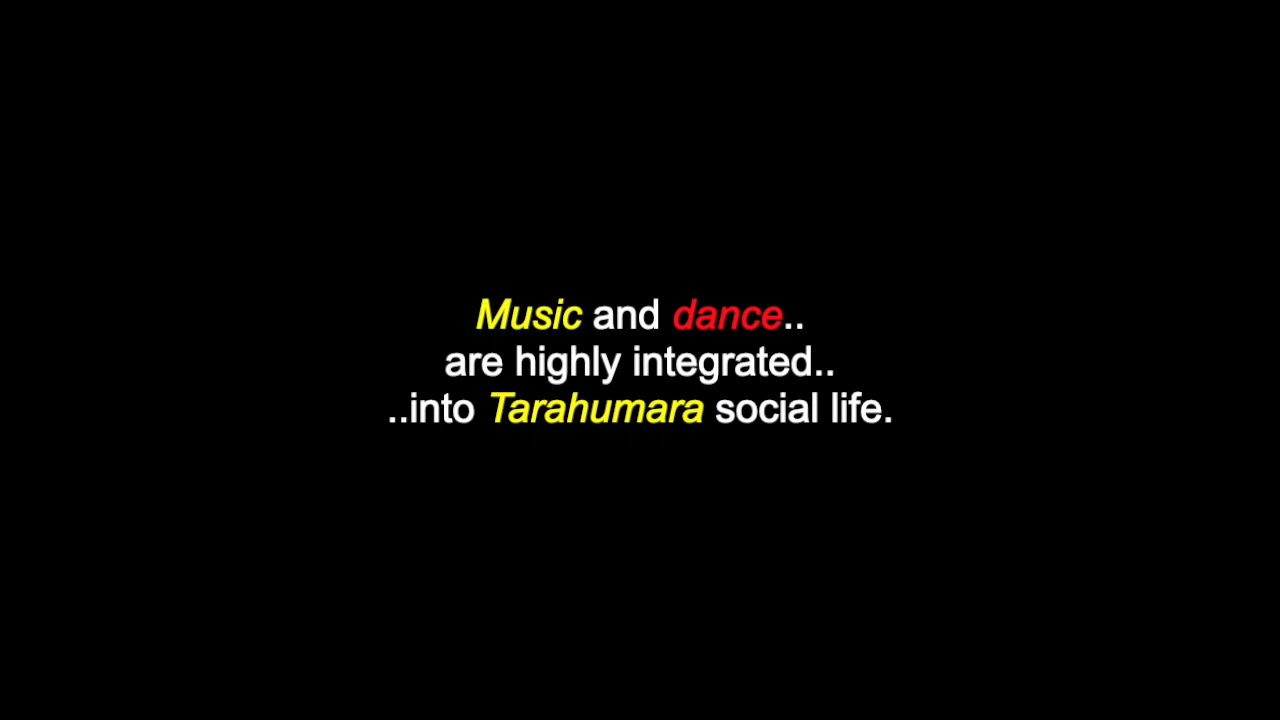 Music and dance..
are highly integrated..
..into Tarahumara social life.